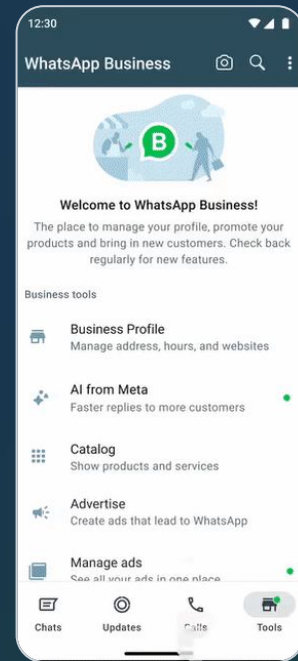 12:30
WhatsApp Business
B
Welcome to WhatsApp Business!
The place to manage your profile, promote your
products and bring in new customers. Check back
regularly for new features.
Business tools
Business Profile
Manage address, hours, and websites
AI from Meta
Faster replies to more customers
Catalog
Show products and services
Advertise
Create ads that lead to WhatsApp
Manage ads
See all your ads in one place
Chats Updates Calls Tools